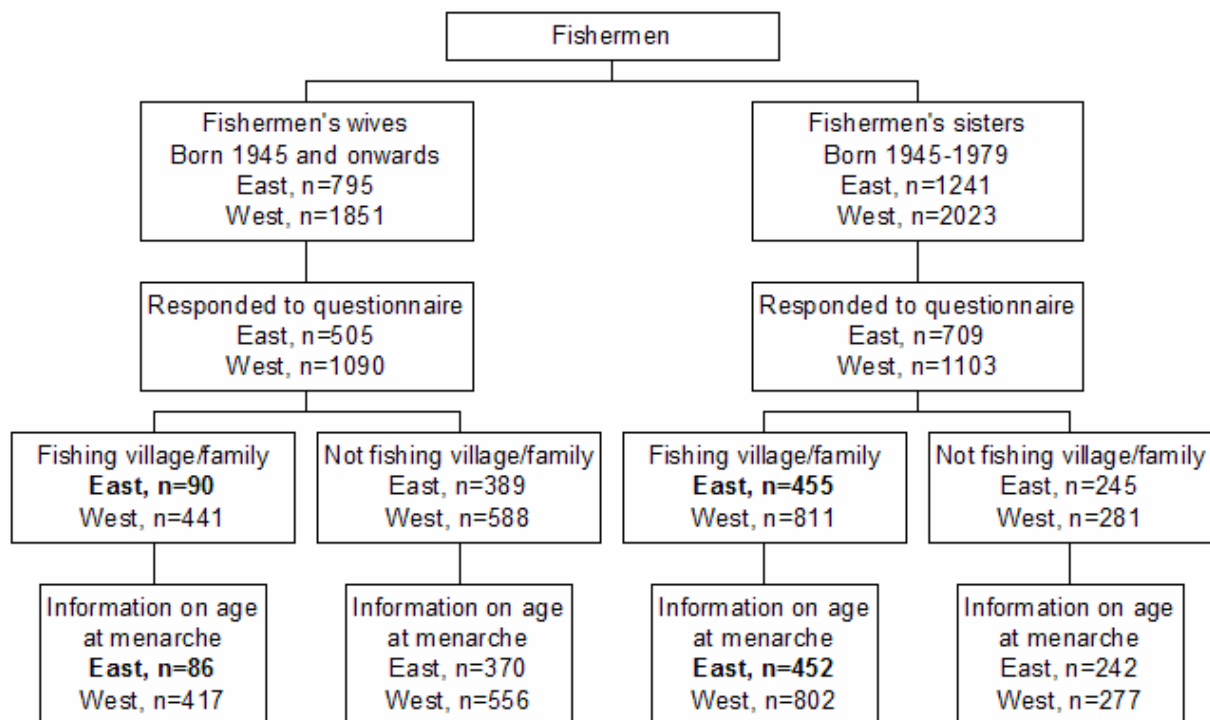 Fishermen
Fishermen's wives
Born 1945 and onwards
East, n=795
West, n=1851
Fishermen's sisters
Born 1945-1979
East, n=1241
West, n=2023
Responded to questionnaire
East, n=505
West, n=1090
Responded to questionnaire
East, n=709
West, n=1103
Fishing village/family
East, n=90
West, n=441
Not fishing village/family
East, n=389
West, n=588
Fishing village/family
East, n=455
West, n=811
Not fishing village/family
East, n=245
West, n=281
Information on age
at menarche
East, n=86
West, n=417
Information on age
at menarche
East, n=370
West, n=556
Information on age
at menarche
East, n=452
West, n=802
Information on age
at menarche
East, n=242
West, n=277